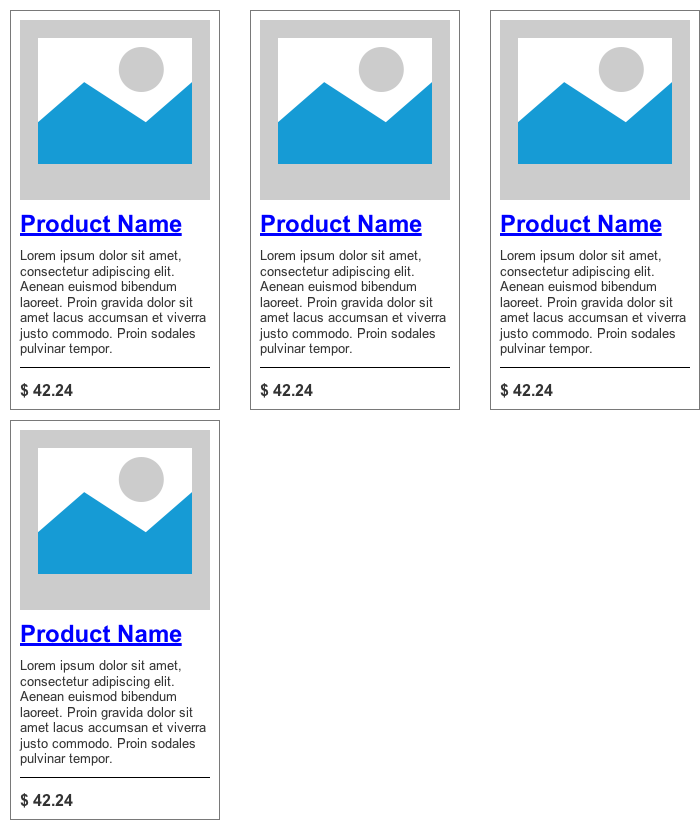 Product Name
Lorem ipsum dolor sit amet,
consectetur adipiscing elit.
Aenean euismod bibendum
laoreet. Proin gravida dolor sit
amet lacus accumsan et viverra
justo commodo. Proin sodales
pulvinar tempor.
$ 42.24
Product Name
Lorem ipsum dolor sit amet,
consectetur adipiscing elit.
Aenean euismod bibendum
laoreet. Proin gravida dolor sit
amet lacus accumsan et viverra
justo commodo. Proin sodales
pulvinar tempor.
$ 42.24
Product Name
Lorem ipsum dolor sit amet,
consectetur adipiscing elit.
Aenean euismod bibendum
laoreet. Proin gravida dolor sit
amet lacus accumsan et viverra
justo commodo. Proin sodales
pulvinar tempor.
$ 42.24
Product Name
Lorem ipsum dolor sit amet,
consectetur adipiscing elit.
Aenean euismod bibendum
laoreet. Proin gravida dolor sit
amet lacus accumsan et viverra
justo commodo. Proin sodales
pulvinar tempor.
$ 42.24